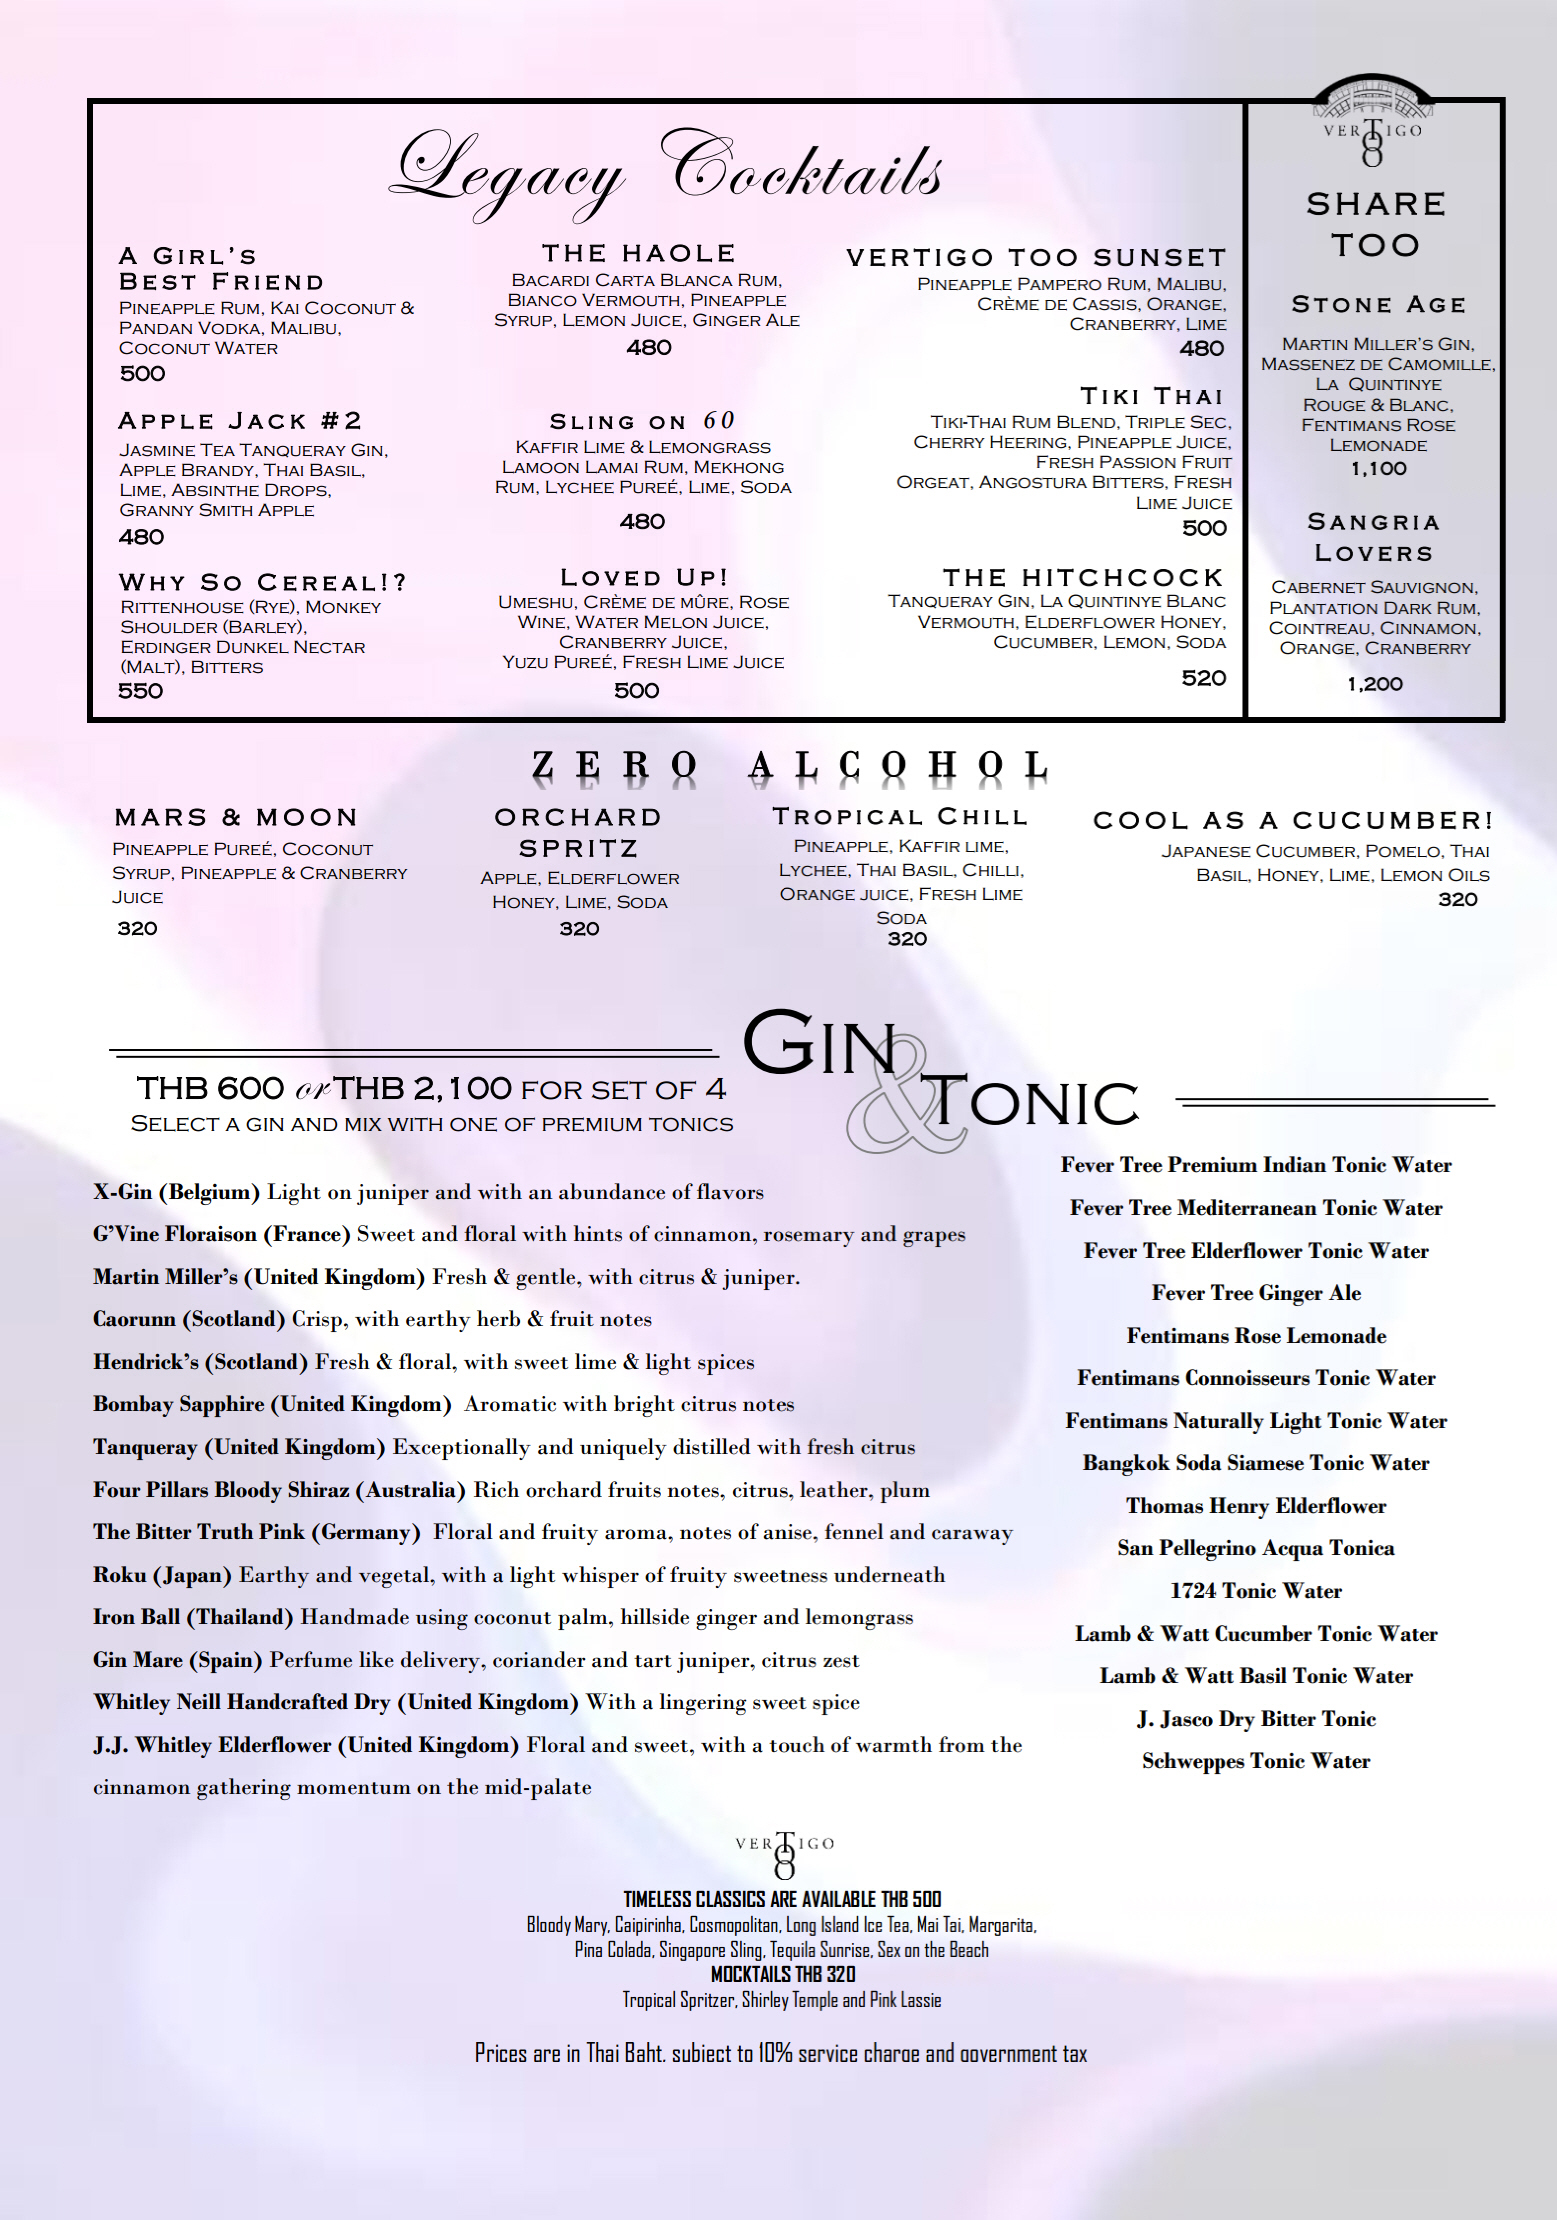 Legacy Cocktails
A GIRL'S
BEST FRIEND
PINEAPPLE RUM, KAI COCONUT &
PANDAN VODKA, MALIBU,
COCONUT WATER
500
APPLE JACK #2
JASMINE TEA TANQUERAY GIN,
APPLE BRANDY, THAI BASIL,
LIME, ABSINTHE DROPS,
GRANNY SMITH APPLE
480
WHY SO CEREAL!?
RITTENHOUSE (RYE), MONKEY
SHOULDER (BARLEY),
ERDINGER DUNKEL NECTAR
(MALT), BITTERS
550
THE HAOLE
BACARDI CARTA BLANCA RUM,
BIANCO VERMOUTH, PINEAPPLE
SYRUP, LEMON JUICE, GINGER ALE
480
SLING ON 60
KAFFIR LIME & LEMONGRASS
LAMOON LAMAI RUM, MEKHONG
RUM, LYCHEE PUREÉ, LIME, SODA
480
LOVED UP!
UMESHU, CRÈME DE MÛRE, ROSE
WINE, WATER MELON JUICE,
CRANBERRY JUICE,
YUZU PUREÉ, FRESH LIME JUICE
500
VERTIGO TOO SUNSET
PINEAPPLE PAMPERO RUM, MALIBU,
CRÈME DE CASSIS, ORANGE,
CRANBERRY, LIME
480
TIKI THAI
TIKI-THAI RUM BLEND, TRIPLE SEC,
CHERRY HEERING, PINEAPPLE JUICE,
FRESH PASSION FRUIT
ORGEAT, ANGOSTURA BITTERS, FRESH
LIME JUICE
500
THE HITCHCOCK
TANQUERAY GIN, LA QUINTINYE BLANC
VERMOUTH, ELDERFLOWER HONEY,
CUCUMBER, LEMON, SODA
520
VERTIGO
TOO
SHARE
TOO
STONE AGE
MARTIN MILLER'S GIN,
MASSENEZ DE CAMOMILLE,
LA QUINTINYE
ROUGE & BLANC,
FENTIMANS ROSE
LEMONADE
1,100
SANGRIA
LOVERS
CABERNET SAUVIGNON,
PLANTATION DARK RUM,
COINTREAU, CINNAMON,
ORANGE, CRANBERRY
1,200
ZERO ALCOHOL
MARS & MOON
PINEAPPLE PUREÉ, COCONUT
SYRUP, PINEAPPLE & CRANBERRY
JUICE
320
ORCHARD
SPRITZ
APPLE, ELDERFLOWER
HONEY, LIME, SODA
320
TROPICAL CHILL
PINEAPPLE, KAFFIR LIME,
LYCHEE, THAI BASIL, CHILLI,
ORANGE JUICE, FRESH LIME
SODA
320
COOL AS A CUCUMBER!
JAPANESE CUCUMBER, POMELO, THAI
BASIL, HONEY, LIME, LEMON OILS
320
GIN
&
TONIC
THB 600 or THB 2,100 FOR SET OF 4
SELECT A GIN AND MIX WITH ONE OF PREMIUM TONICS
X-Gin (Belgium) Light on juniper and with an abundance of flavors
G'Vine Floraison (France) Sweet and floral with hints of cinnamon, rosemary and grapes
Martin Miller's (United Kingdom) Fresh & gentle, with citrus & juniper.
Caorunn (Scotland) Crisp, with earthy herb & fruit notes
Hendrick's (Scotland) Fresh & floral, with sweet lime & light spices
Bombay Sapphire (United Kingdom) Aromatic with bright citrus notes
Tanqueray (United Kingdom) Exceptionally and uniquely distilled with fresh citrus
Four Pillars Bloody Shiraz (Australia) Rich orchard fruits notes, citrus, leather, plum
The Bitter Truth Pink (Germany) Floral and fruity aroma, notes of anise, fennel and caraway
Roku (Japan) Earthy and vegetal, with a light whisper of fruity sweetness underneath
Iron Ball (Thailand) Handmade using coconut palm, hillside ginger and lemongrass
Gin Mare (Spain) Perfume like delivery, coriander and tart juniper, citrus zest
Whitley Neill Handcrafted Dry (United Kingdom) With a lingering sweet spice
J.J. Whitley Elderflower (United Kingdom) Floral and sweet, with a touch of warmth from the
cinnamon gathering momentum on the mid-palate
Fever Tree Premium Indian Tonic Water
Fever Tree Mediterranean Tonic Water
Fever Tree Elderflower Tonic Water
Fever Tree Ginger Ale
Fentimans Rose Lemonade
Fentimans Connoisseurs Tonic Water
Fentimans Naturally Light Tonic Water
Bangkok Soda Siamese Tonic Water
Thomas Henry Elderflower
San Pellegrino Acqua Tonica
1724 Tonic Water
Lamb & Watt Cucumber Tonic Water
Lamb & Watt Basil Tonic Water
J. Jasco Dry Bitter Tonic
Schweppes Tonic Water
VERTIGO
TOO
TIMELESS CLASSICS ARE AVAILABLE THB 500
Bloody Mary, Caipirinha, Cosmopolitan, Long Island Ice Tea, Mai Tai, Margarita,
Pina Colada, Singapore Sling, Tequila Sunrise, Sex on the Beach
MOCKTAILS THB 320
Tropical Spritzer, Shirley Temple and Pink Lassie
Prices are in Thai Baht, subject to 10% service charge and government tax